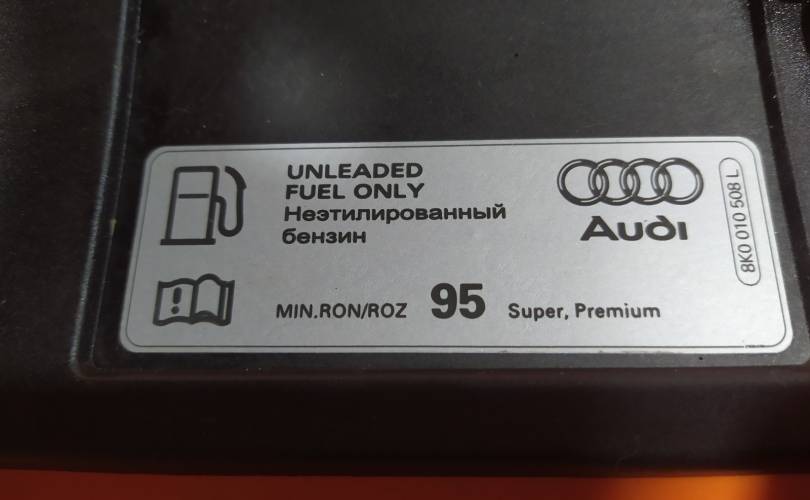 UNLEADED
FUEL ONLY
Неэтилированный
бензин
Audi
8K0 010 508 L
MIN.RON/ROZ 95 Super, Premium